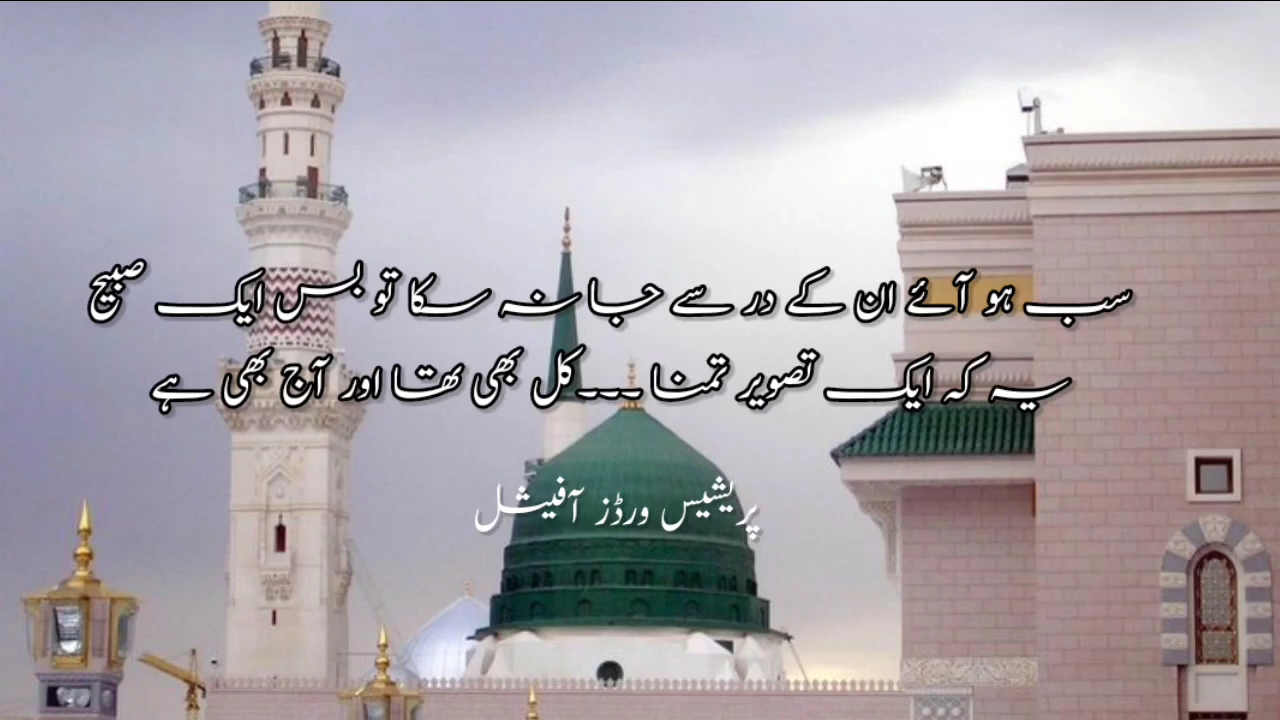 سب ہو آئے ان کے در سے جا نہ سکا تو بس ایک صبیح
یہ کہ ایک تصویر تمنا ۔۔۔ کل بھی تھا اور آج بھی ہے
پریشیس ورڈز آفیشل